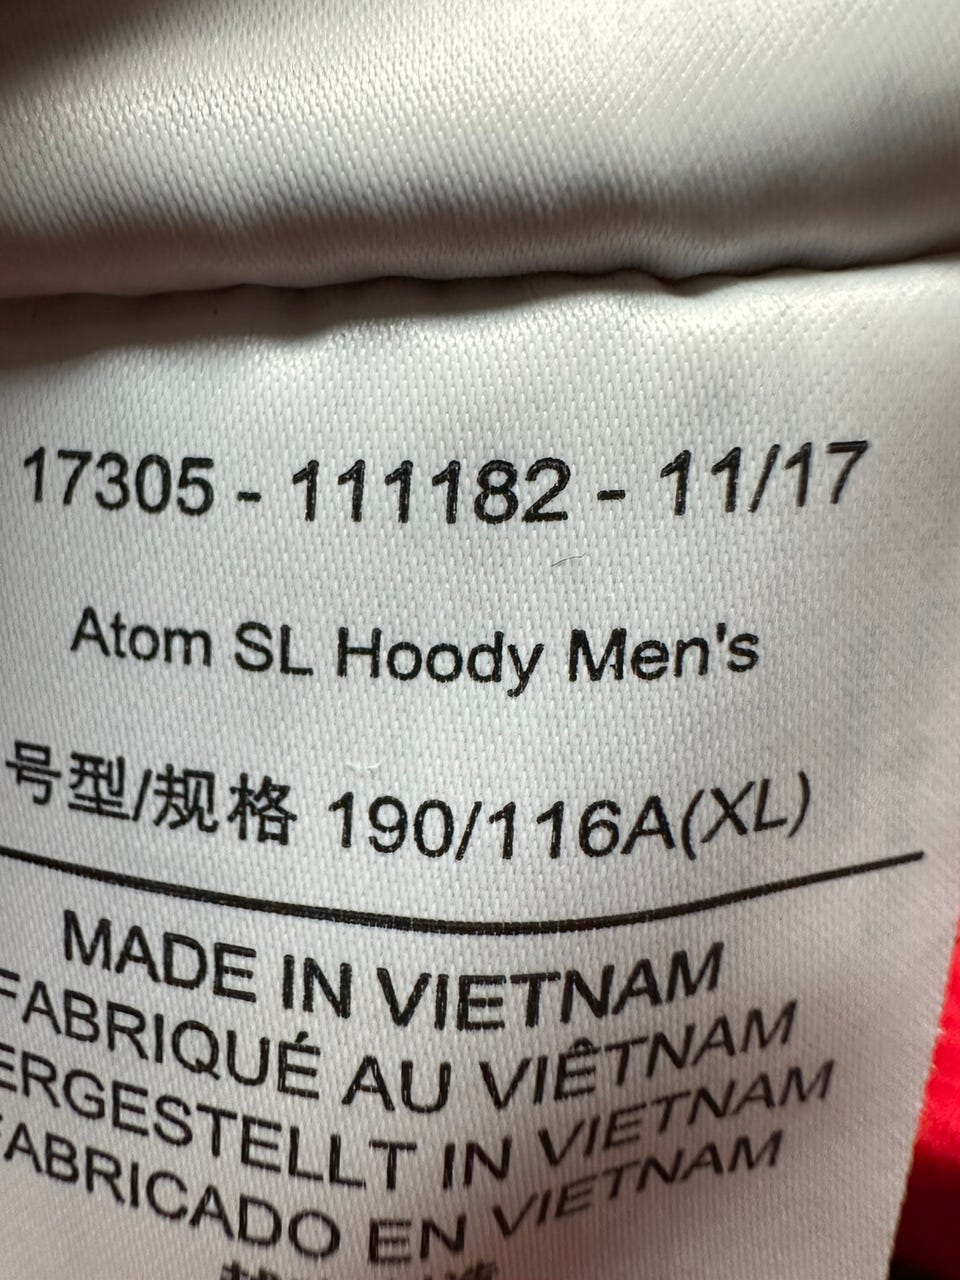 17305 - 111182 - 11/17
Atom SL Hoody Men's
号型/规格 190/116A(XL)
MADE IN VIETNAM
FABRIQUÉ AU VIÊTNAM
ERGESTELLT IN VIETNAM
FABRICADO EN VIETNAM